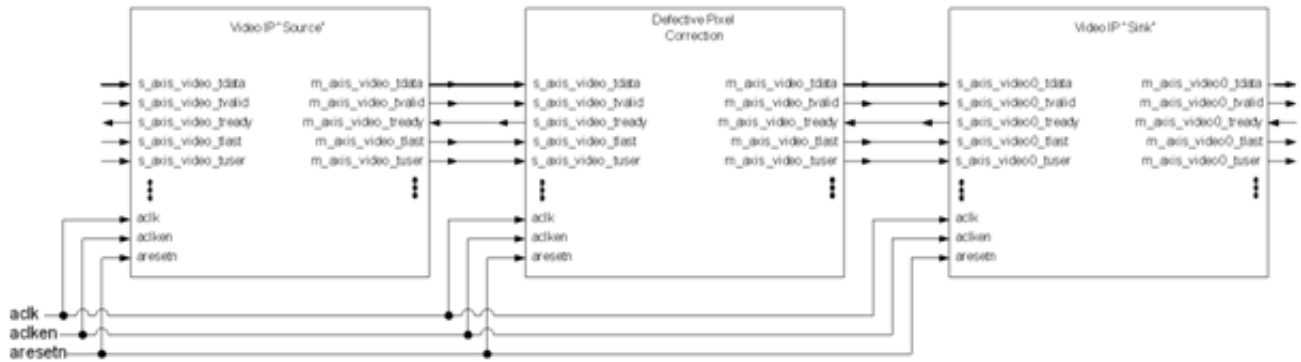 Video IP "Source"
s_axis_video_tdata
m_axis_video_tdata
s_axis_video_tvalid
m_axis_video_tvalid
s_axis_video_tready
m_axis_video_tready
s_axis_video_tlast
m_axis_video_tlast
s_axis_video_tuser
m_axis_video_tuser
aclk
aclken
aresetn
Defective Pixel
Correction
s_axis_video_tdata
m_axis_video_tdata
s_axis_video_tvalid
m_axis_video_tvalid
s_axis_video_tready
m_axis_video_tready
s_axis_video_tlast
m_axis_video_tlast
s_axis_video_tuser
m_axis_video_tuser
aclk
aclken
aresetn
Video IP "Sink"
s_axis_video0_tdata
m_axis_video0_tdata
s_axis_video0_tvalid
m_axis_video0_tvalid
s_axis_video0_tready
m_axis_video0_tready
s_axis_video0_tlast
m_axis_video0_tlast
s_axis_video0_tuser
m_axis_video0_tuser
aclk
aclken
aresetn
aclk
aclken
aresetn